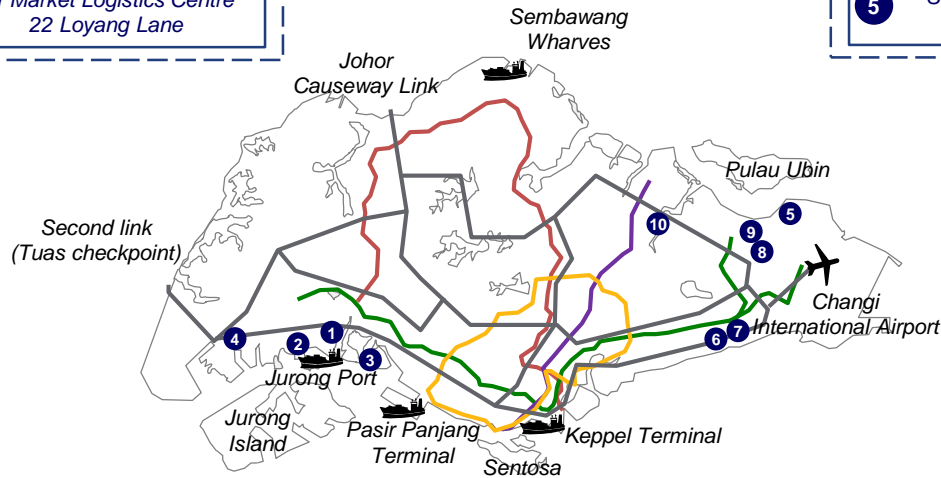 Market Logistics Centre
22 Loyang Lane
5
Sembawang
Wharves
Johor
Causeway Link
Pulau Ubin
5
10
9
8
Second link
(Tuas checkpoint)
Changi
International Airport
4
2
1
3
6
7
Jurong Port
Jurong
Island
Pasir Panjang
Terminal
Keppel Terminal
Sentosa